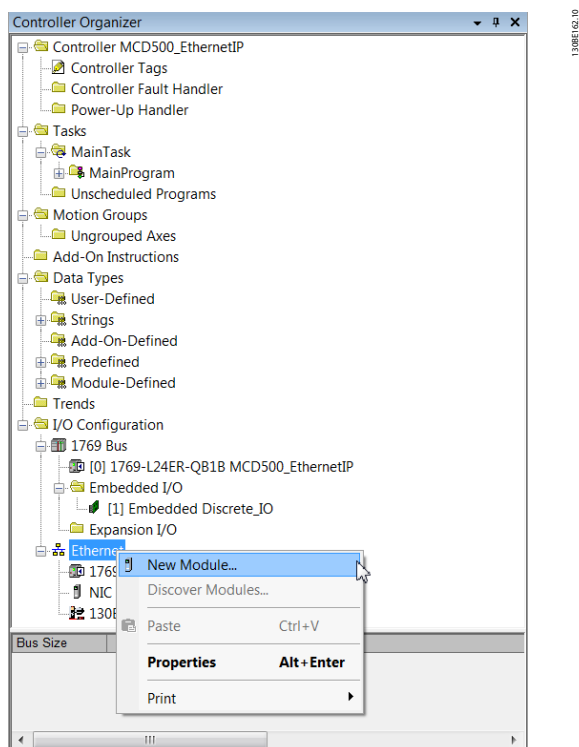 Controller Organizer
130BE162.10
Controller MCD500_EthernetIP
Controller Tags
Controller Fault Handler
Power-Up Handler
Tasks
MainTask
MainProgram
Unscheduled Programs
Motion Groups
Ungrouped Axes
Add-On Instructions
Data Types
User-Defined
Strings
Add-On-Defined
Predefined
Module-Defined
Trends
I/O Configuration
1769 Bus
[0] 1769-L24ER-QB1B MCD500_EthernetIP
Embedded I/O
[1] Embedded Discrete_IO
Expansion I/O
Ethernet
New Module...
1769
Discover Modules...
NIC
130
Paste Ctrl+V
Bus Size
Properties Alt+Enter
Print